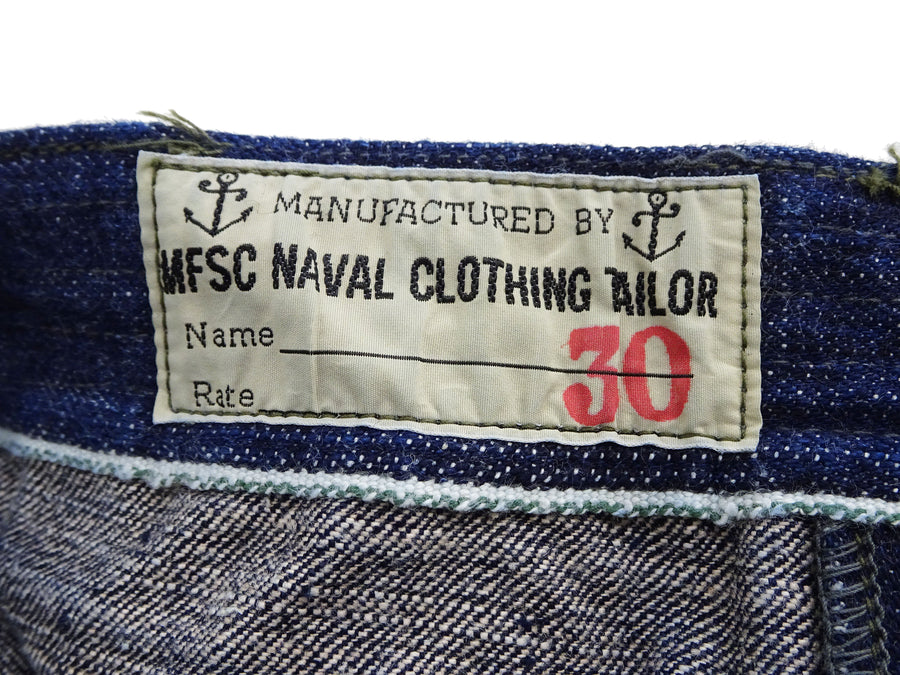 MANUFACTURED BY
MFSC NAVAL CLOTHING TAILOR
Name
30
Rate